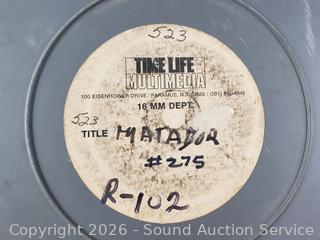 523
TIME LIFE
MULTIMEDIA
100 EISENHOWER DRIVE / PARAMUS, N.J.
16 MM DEPT.
523
TITLE MATADOR
#275
R-102
Copyright © 2026 - Sound Auction Service